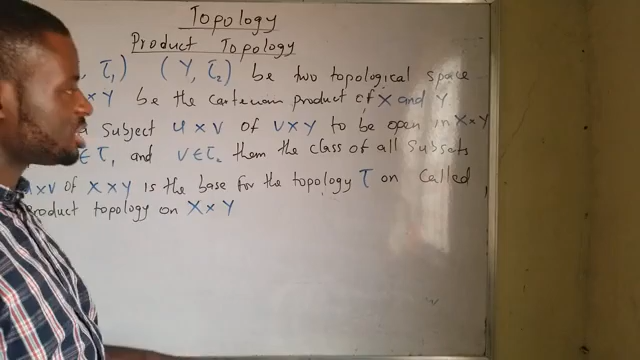 Topology
Product Topology
, τ₁) (Y, τ₂) be two topological space
x Y be the cartesian product of X and Y
a subject u x v of v x Y to be open in X x Y
∈ τ₁ and v ∈ τ₂ them the class of all subsets
u x v of X x X Y is the base for the topology τ on called
product topology on X x Y